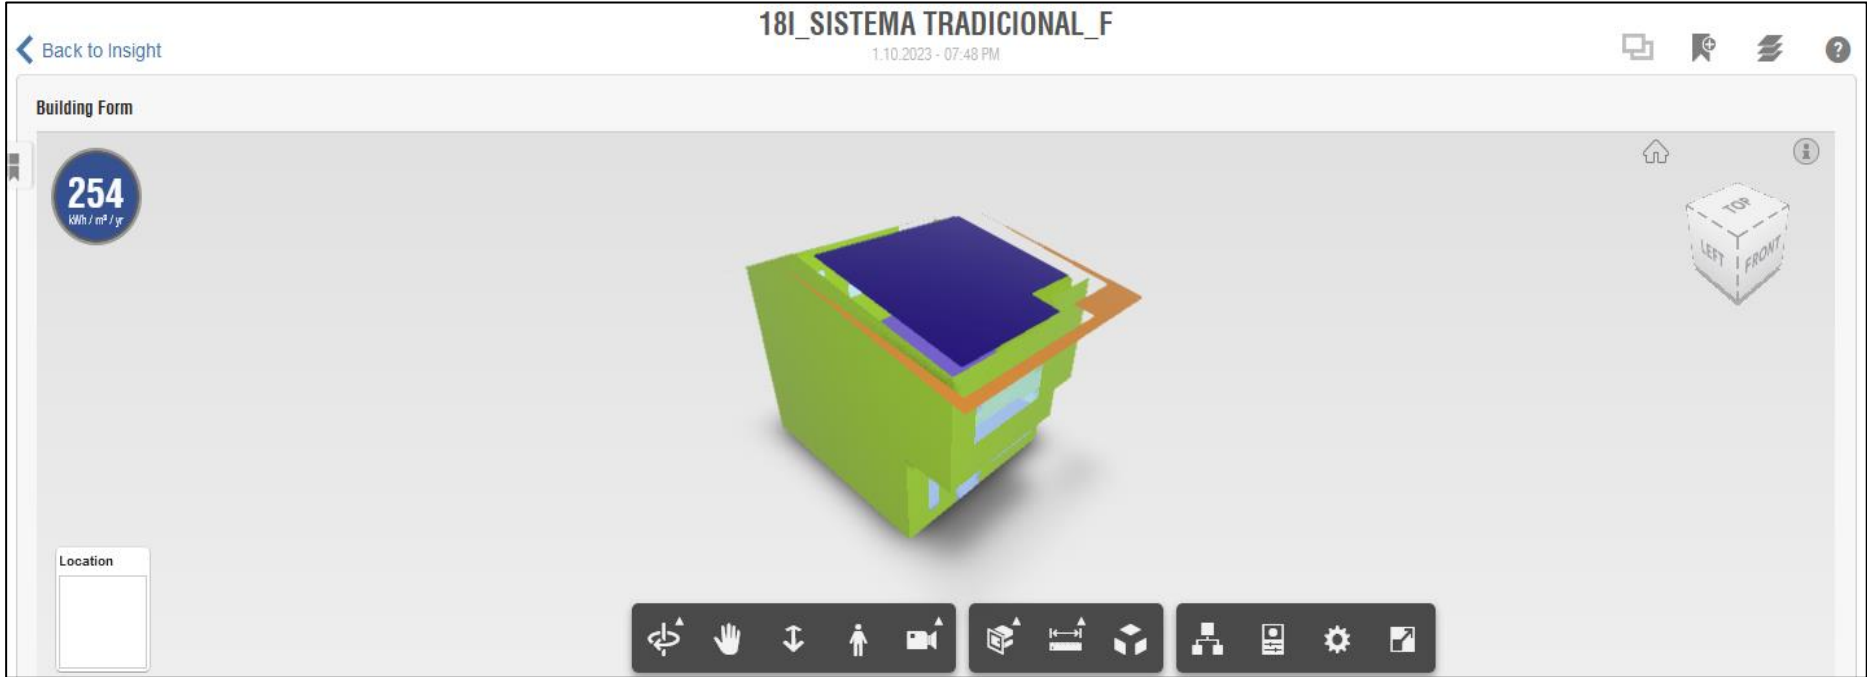 18I_SISTEMA TRADICIONAL_F
Back to Insight
1.10.2023 - 07:48 PM
Building Form
254
kWh / m² / yr
TOP
LEFT
FRONT
Location